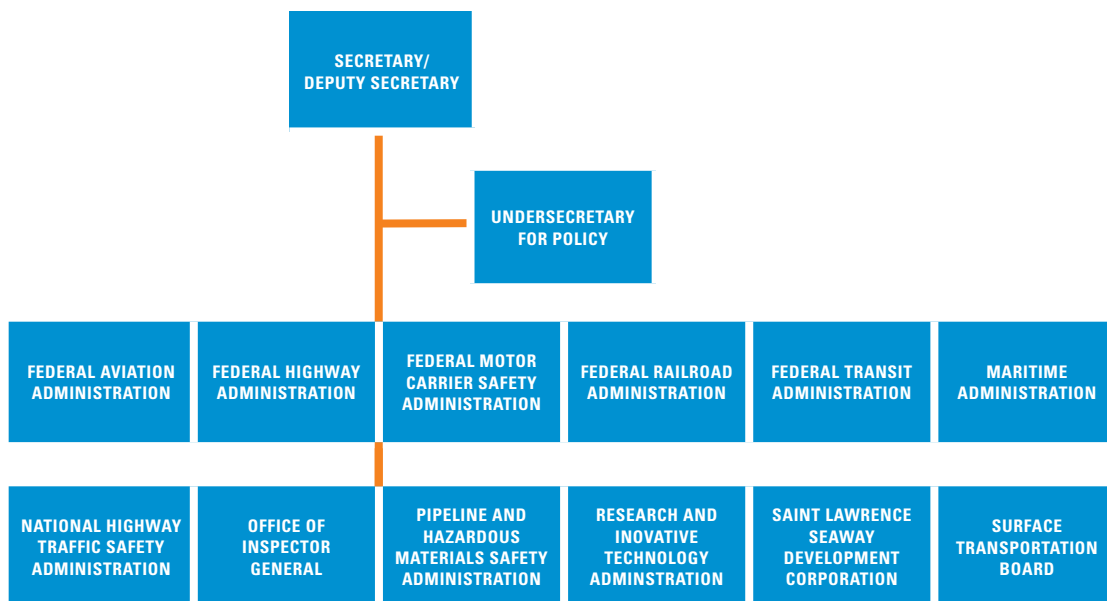 SECRETARY/
DEPUTY SECRETARY
UNDERSECRETARY
FOR POLICY
FEDERAL AVIATION
ADMINISTRATION
FEDERAL HIGHWAY
ADMINISTRATION
FEDERAL MOTOR
CARRIER SAFETY
ADMINISTRATION
FEDERAL RAILROAD
ADMINISTRATION
FEDERAL TRANSIT
ADMINISTRATION
MARITIME
ADMINISTRATION
NATIONAL HIGHWAY
TRAFFIC SAFETY
ADMINISTRATION
OFFICE OF
INSPECTOR
GENERAL
PIPELINE AND
HAZARDOUS
MATERIALS SAFETY
ADMINISTRATION
RESEARCH AND
INOVATIVE
TECHNOLOGY
ADMINSTRATION
SAINT LAWRENCE
SEAWAY
DEVELOPMENT
CORPORATION
SURFACE
TRANSPORTATION
BOARD